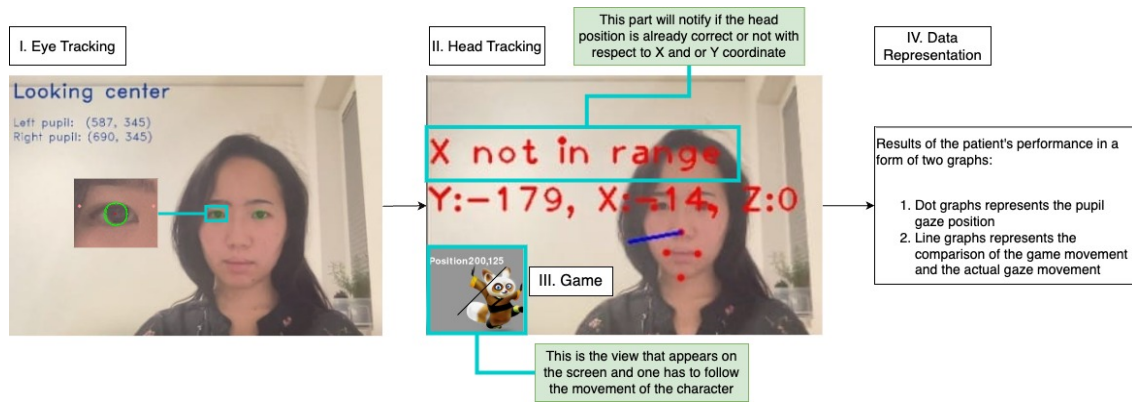 I. Eye Tracking
Looking center
Left pupil: (587, 345)
Right pupil: (690, 345)
II. Head Tracking
This part will notify if the head
position is already correct or not with
respect to X and or Y coordinate
X not in range
Y:-179, X:-14, Z:0
Position200,125
III. Game
This is the view that appears on
the screen and one has to follow
the movement of the character
IV. Data
Representation
Results of the patient's performance in a
form of two graphs:
1. Dot graphs represents the pupil
gaze position
2. Line graphs represents the
comparison of the game movement
and the actual gaze movement